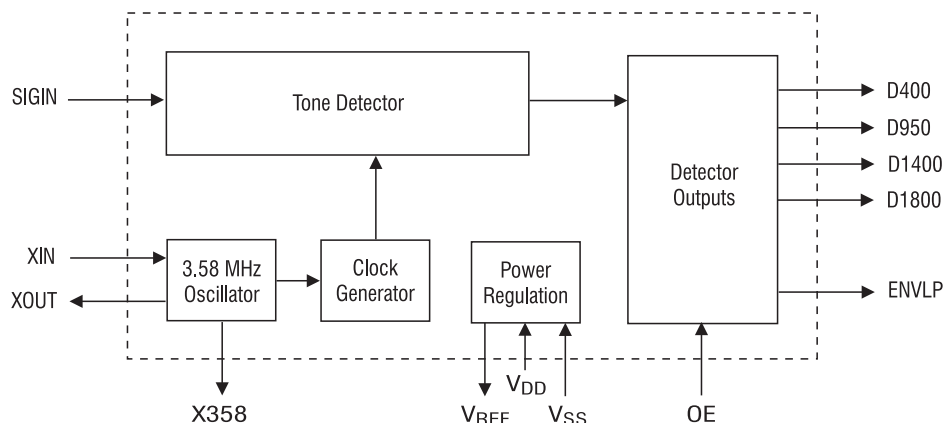 SIGIN
Tone Detector
D400
D950
D1400
D1800
Detector
Outputs
XIN
XOUT
3.58 MHz
Oscillator
Clock
Generator
Power
Regulation
ENVLP
X358
VREF
VDD
VSS
OE